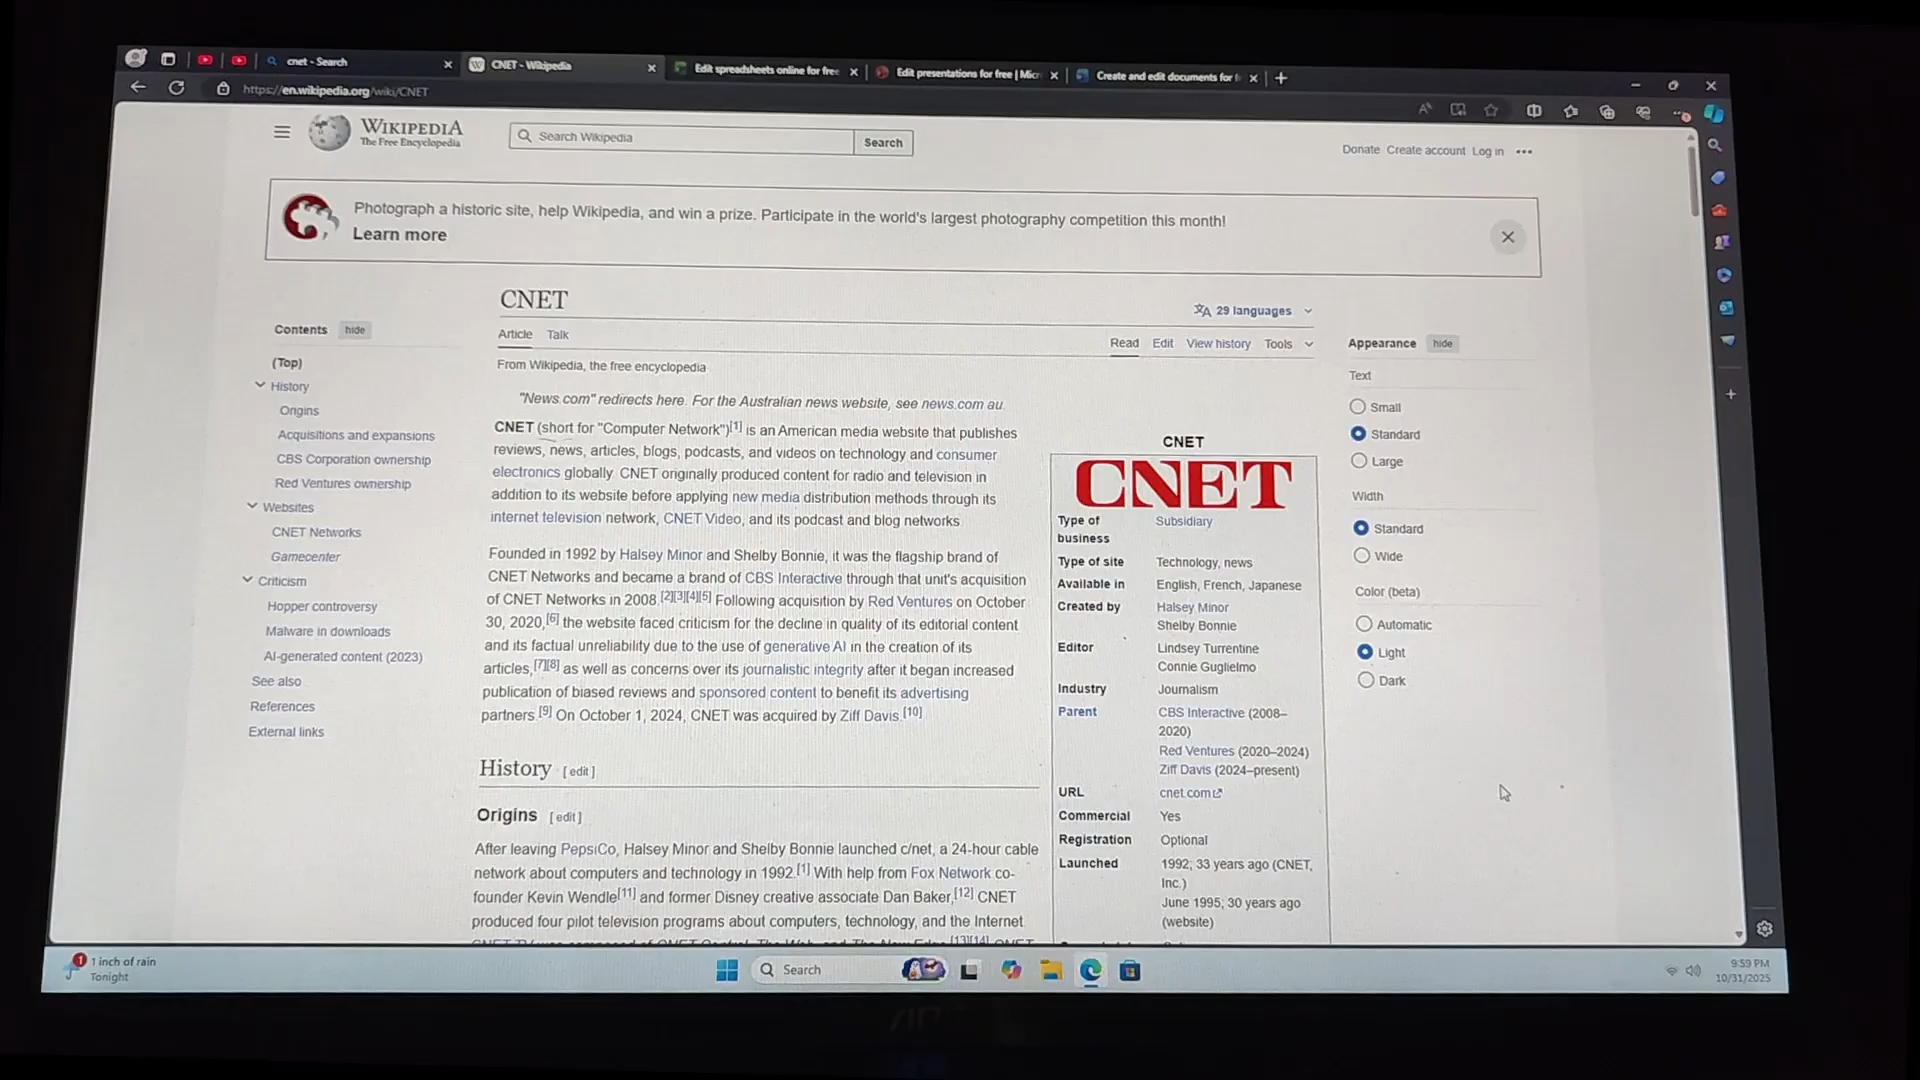 cnet - Search
CNET - Wikipedia
Edit spreadsheets online for free
Edit presentations for free | Micr
Create and edit documents for f
https://en.wikipedia.org/wiki/CNET
WIKIPEDIA
The Free Encyclopedia
Search Wikipedia
Search
Donate Create account Log in
Photograph a historic site, help Wikipedia, and win a prize. Participate in the world's largest photography competition this month!
Learn more
CNET
29 languages
Article Talk
Read Edit View history Tools
From Wikipedia, the free encyclopedia
Contents hide
(Top)
History
Origins
Acquisitions and expansions
CBS Corporation ownership
Red Ventures ownership
Websites
CNET Networks
Gamecenter
Criticism
Hopper controversy
Malware in downloads
AI-generated content (2023)
See also
References
External links
"News.com" redirects here. For the Australian news website, see news.com.au.
CNET (short for "Computer Network")[1] is an American media website that publishes
reviews, news, articles, blogs, podcasts, and videos on technology and consumer
electronics globally. CNET originally produced content for radio and television in
addition to its website before applying new media distribution methods through its
internet television network, CNET Video, and its podcast and blog networks.
Founded in 1992 by Halsey Minor and Shelby Bonnie, it was the flagship brand of
CNET Networks and became a brand of CBS Interactive through that unit's acquisition
of CNET Networks in 2008.[2][3][4][5] Following acquisition by Red Ventures on October
30, 2020,[6] the website faced criticism for the decline in quality of its editorial content
and its factual unreliability due to the use of generative AI in the creation of its
articles,[7][8] as well as concerns over its journalistic integrity after it began increased
publication of biased reviews and sponsored content to benefit its advertising
partners.[9] On October 1, 2024, CNET was acquired by Ziff Davis.[10]
History [edit]
Origins [edit]
After leaving PepsiCo, Halsey Minor and Shelby Bonnie launched c/net, a 24-hour cable
network about computers and technology in 1992.[1] With help from Fox Network co-
founder Kevin Wendle[11] and former Disney creative associate Dan Baker,[12] CNET
produced four pilot television programs about computers, technology, and the Internet.
CNET
CNET
Type of business Subsidiary
Type of site Technology, news
Available in English, French, Japanese
Created by Halsey Minor
Shelby Bonnie
Editor Lindsey Turrentine
Connie Guglielmo
Industry Journalism
Parent CBS Interactive (2008–
2020)
Red Ventures (2020–2024)
Ziff Davis (2024–present)
URL cnet.com
Commercial Yes
Registration Optional
Launched 1992; 33 years ago (CNET,
Inc.)
June 1995; 30 years ago
(website)
Appearance hide
Text
Small
Standard
Large
Width
Standard
Wide
Color (beta)
Automatic
Light
Dark
1
1 inch of rain
Tonight
Search
9:59 PM
10/31/2025